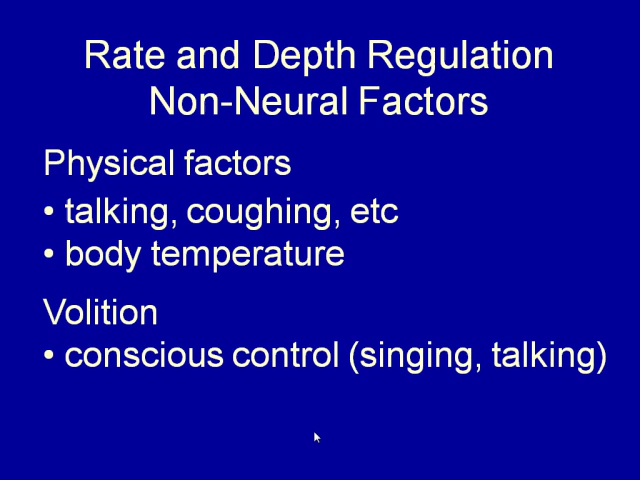 Rate and Depth Regulation
Non-Neural Factors
Physical factors
• talking, coughing, etc
• body temperature
Volition
• conscious control (singing, talking)